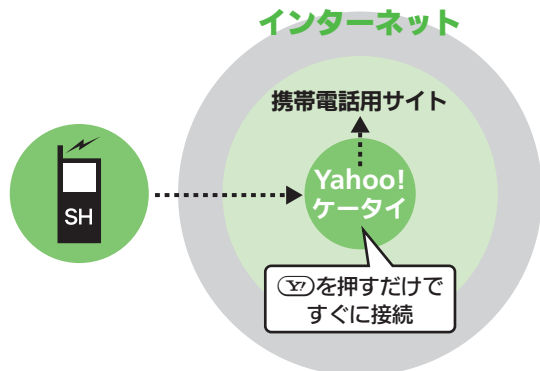 インターネット
携帯電話用サイト
Yahoo!
ケータイ
SH
Y!を押すだけで
すぐに接続